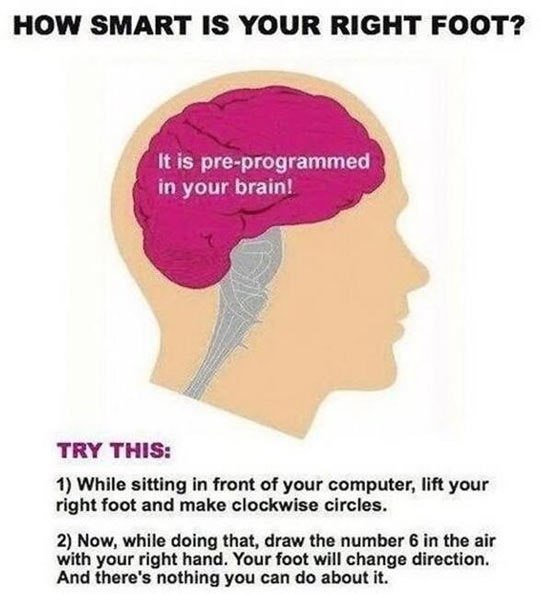 HOW SMART IS YOUR RIGHT FOOT?
It is pre-programmed
in your brain!
TRY THIS:
1) While sitting in front of your computer, lift your
right foot and make clockwise circles.
2) Now, while doing that, draw the number 6 in the air
with your right hand. Your foot will change direction.
And there's nothing you can do about it.